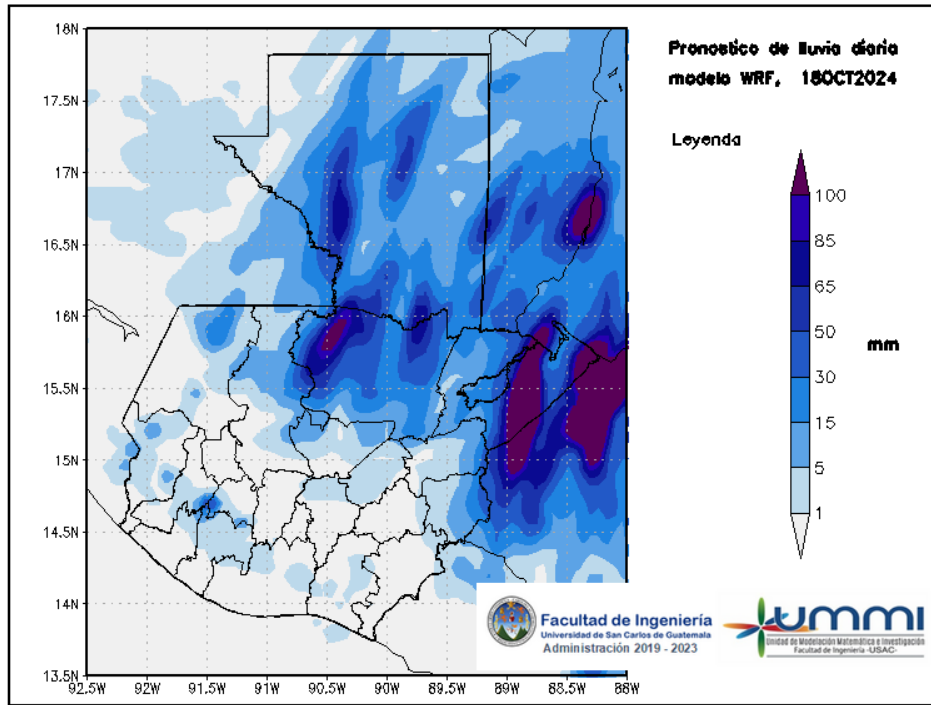 Pronostico de lluvia diaria
modelo WRF, 18OCT2024
Leyenda
100
85
65
50
30
15
5
1
mm
18N
17.5N
17N
16.5N
16N
15.5N
15N
14.5N
14N
13.5N
92.5W
92W
91.5W
91W
90.5W
90W
89.5W
89W
88.5W
88W
Facultad de Ingeniería
Universidad de San Carlos de Guatemala
Administración 2019 - 2023
ummi
Unidad de Modelación Matemática e Investigación
Facultad de Ingeniería -USAC-